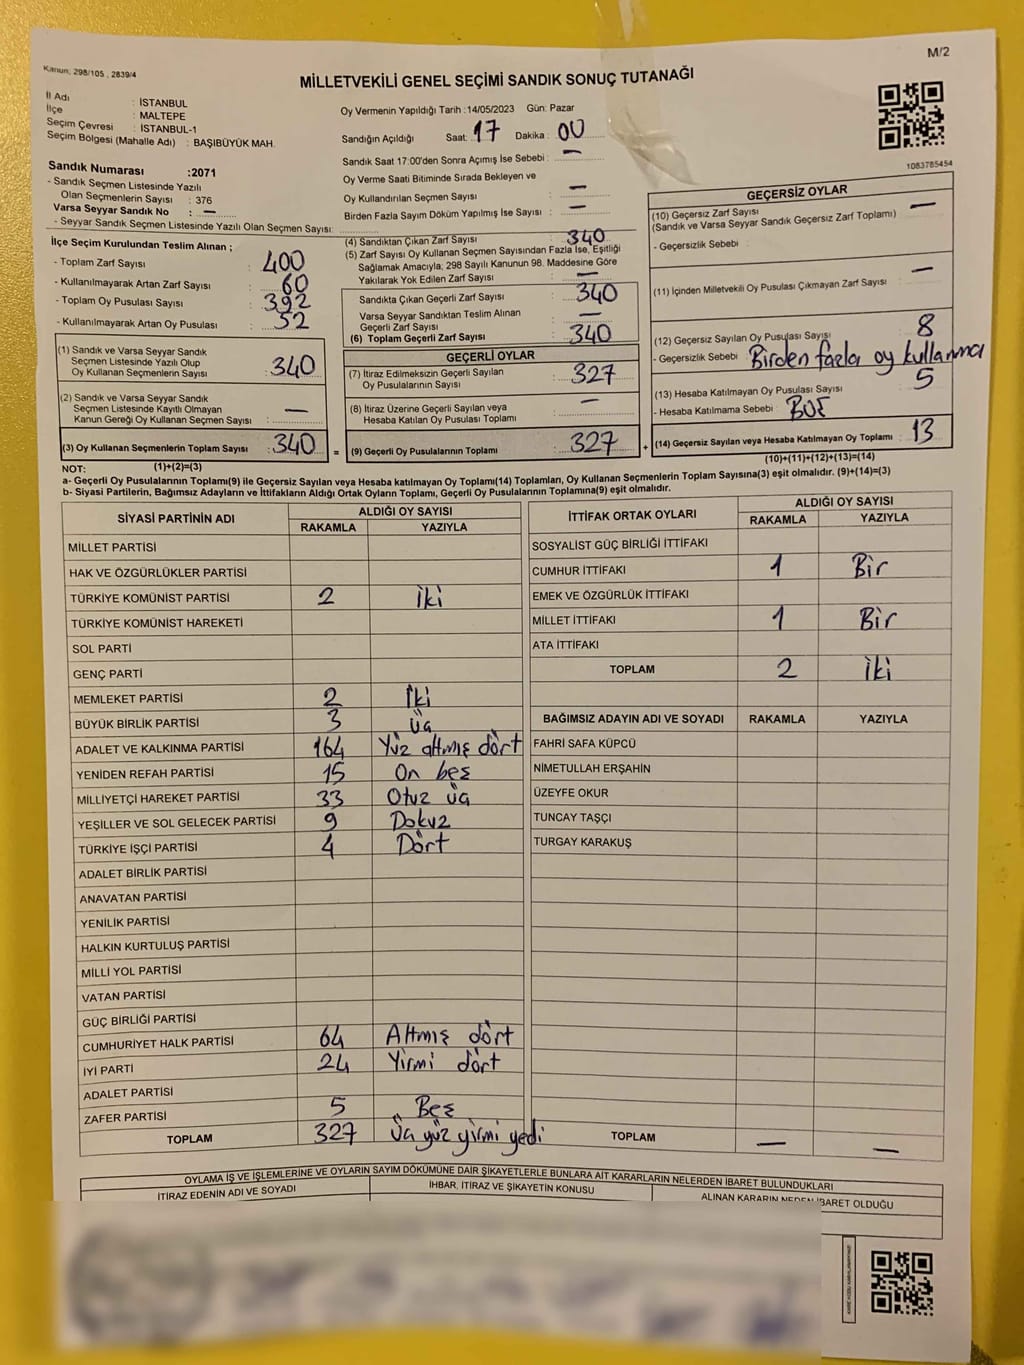 M/2
Kanun; 298/105 , 2839/4
MİLLETVEKİLİ GENEL SEÇİMİ SANDIK SONUÇ TUTANAĞI
İl Adı : İSTANBUL
İlçe : MALTEPE
Seçim Çevresi : İSTANBUL-1
Seçim Bölgesi (Mahalle Adı) : BAŞIBÜYÜK MAH.
Oy Vermenin Yapıldığı Tarih :14/05/2023 Gün: Pazar
Sandığın Açıldığı Saat: 17 Dakika : 00
Sandık Saat 17:00'den Sonra Açımış İse Sebebi : —
Oy Verme Saati Bitiminde Sırada Bekleyen ve
Oy Kullandırılan Seçmen Sayısı —
Birden Fazla Sayım Döküm Yapılmış İse Sayısı : —
1083785454
Sandık Numarası :2071
- Sandık Seçmen Listesinde Yazılı
Olan Seçmenlerin Sayısı : 376
Varsa Seyyar Sandık No : —
- Seyyar Sandık Seçmen Listesinde Yazılı Olan Seçmen Sayısı:
İlçe Seçim Kurulundan Teslim Alınan ;
- Toplam Zarf Sayısı : 400
- Kullanılmayarak Artan Zarf Sayısı : 60
- Toplam Oy Pusulası Sayısı : 392
- Kullanılmayarak Artan Oy Pusulası : 52
(1) Sandık ve Varsa Seyyar Sandık
Seçmen Listesinde Yazılı Olup
Oy Kullanan Seçmenlerin Sayısı : 340
(2) Sandık ve Varsa Seyyar Sandık
Seçmen Listesinde Kayıtlı Olmayan
Kanun Gereği Oy Kullanan Seçmen Sayısı : —
(3) Oy Kullanan Seçmenlerin Toplam Sayısı : 340 =
(1)+(2)=(3)
(4) Sandıktan Çıkan Zarf Sayısı : 340
(5) Zarf Sayısı Oy Kullanan Seçmen Sayısından Fazla İse, Eşitliği
Sağlamak Amacıyla, 298 Sayılı Kanunun 98. Maddesine Göre
Yakılarak Yok Edilen Zarf Sayısı : —
Sandıkta Çıkan Geçerli Zarf Sayısı : 340
Varsa Seyyar Sandıktan Teslim Alınan
Geçerli Zarf Sayısı : —
(6) Toplam Geçerli Zarf Sayısı : 340
GEÇERLİ OYLAR
(7) İtiraz Edilmeksizin Geçerli Sayılan
Oy Pusulalarının Sayısı : 327
(8) İtiraz Üzerine Geçerli Sayılan veya
Hesaba Katılan Oy Pusulası Toplamı : —
(9) Geçerli Oy Pusulalarının Toplamı : 327 +
GEÇERSİZ OYLAR
(10) Geçersiz Zarf Sayısı : —
(Sandık ve Varsa Seyyar Sandık Geçersiz Zarf Toplamı)
- Geçersizlik Sebebi :
(11) İçinden Milletvekili Oy Pusulası Çıkmayan Zarf Sayısı : —
(12) Geçersiz Sayılan Oy Pusulası Sayısı : 8
- Geçersizlik Sebebi : Birden fazla oy kullanma
(13) Hesaba Katılmayan Oy Pusulası Sayısı : 5
- Hesaba Katılmama Sebebi : BOŞ
(14) Geçersiz Sayılan veya Hesaba Katılmayan Oy Toplamı : 13
(10)+(11)+(12)+(13)=(14)
NOT:
a- Geçerli Oy Pusulalarının Toplamı(9) ile Geçersiz Sayılan veya Hesaba katılmayan Oy Toplamı(14) Toplamları, Oy Kullanan Seçmenlerin Toplam Sayısına(3) eşit olmalıdır. (9)+(14)=(3)
b- Siyasi Partilerin, Bağımsız Adayların ve İttifakların Aldığı Ortak Oyların Toplamı, Geçerli Oy Pusulalarının Toplamına(9) eşit olmalıdır.
SİYASİ PARTİNİN ADI ALDIĞI OY SAYISI
RAKAMLA YAZIYLA
MİLLET PARTİSİ
HAK VE ÖZGÜRLÜKLER PARTİSİ
TÜRKİYE KOMÜNİST PARTİSİ 2 iki
TÜRKİYE KOMÜNİST HAREKETİ
SOL PARTİ
GENÇ PARTİ
MEMLEKET PARTİSİ 2 İki
BÜYÜK BİRLİK PARTİSİ 3 üç
ADALET VE KALKINMA PARTİSİ 164 Yüz altmış dört
YENİDEN REFAH PARTİSİ 15 On beş
MİLLİYETÇİ HAREKET PARTİSİ 33 Otuz üç
YEŞİLLER VE SOL GELECEK PARTİSİ 9 Dokuz
TÜRKİYE İŞÇİ PARTİSİ 4 Dört
ADALET BİRLİK PARTİSİ
ANAVATAN PARTİSİ
YENİLİK PARTİSİ
HALKIN KURTULUŞ PARTİSİ
MİLLİ YOL PARTİSİ
VATAN PARTİSİ
GÜÇ BİRLİĞİ PARTİSİ
CUMHURİYET HALK PARTİSİ 64 Altmış dört
İYİ PARTİ 24 Yirmi dört
ADALET PARTİSİ
ZAFER PARTİSİ 5 Beş
TOPLAM 327 üç yüz yirmi yedi
İTTİFAK ORTAK OYLARI ALDIĞI OY SAYISI
RAKAMLA YAZIYLA
SOSYALİST GÜÇ BİRLİĞİ İTTİFAKI
CUMHUR İTTİFAKI 1 Bir
EMEK VE ÖZGÜRLÜK İTTİFAKI
MİLLET İTTİFAKI 1 Bir
ATA İTTİFAKI
TOPLAM 2 iki
BAĞIMSIZ ADAYIN ADI VE SOYADI RAKAMLA YAZIYLA
FAHRİ SAFA KÜPCÜ
NİMETULLAH ERŞAHİN
ÜZEYFE OKUR
TUNCAY TAŞÇI
TURGAY KARAKUŞ
TOPLAM — —
OYLAMA İŞ VE İŞLEMLERİNE VE OYLARIN SAYIM DÖKÜMÜNE DAİR ŞİKAYETLERLE BUNLARA AİT KARARLARIN NELERDEN İBARET BULUNDUKLARI
İTİRAZ EDENİN ADI VE SOYADI İHBAR, İTİRAZ VE ŞİKAYETİN KONUSU ALINAN KARARIN NEDEN İBARET OLDUĞU